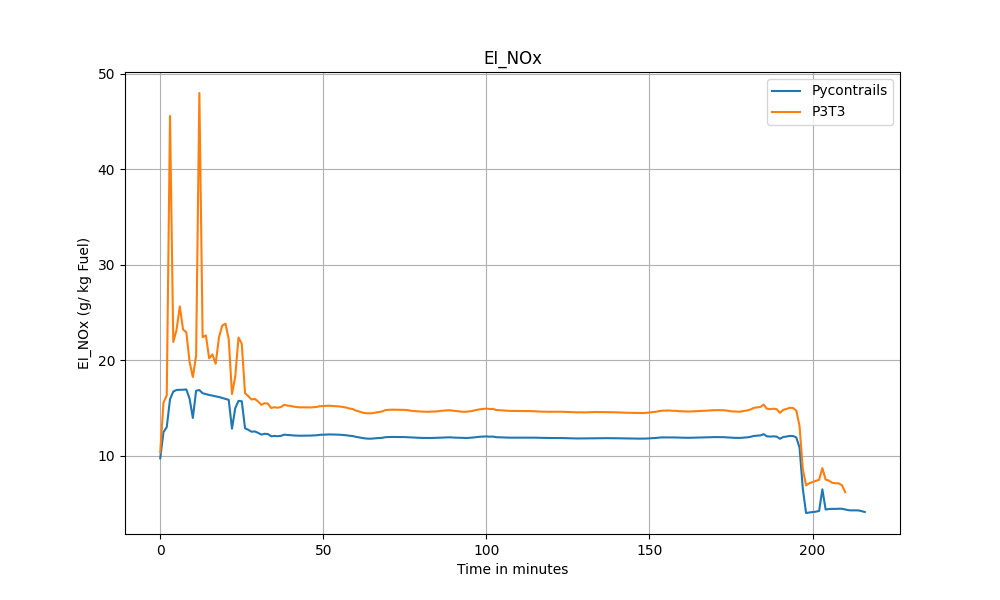 EI_NOx
Pycontrails
P3T3
EI_NOx (g/ kg Fuel)
50
40
30
20
10
0 50 100 150 200
Time in minutes